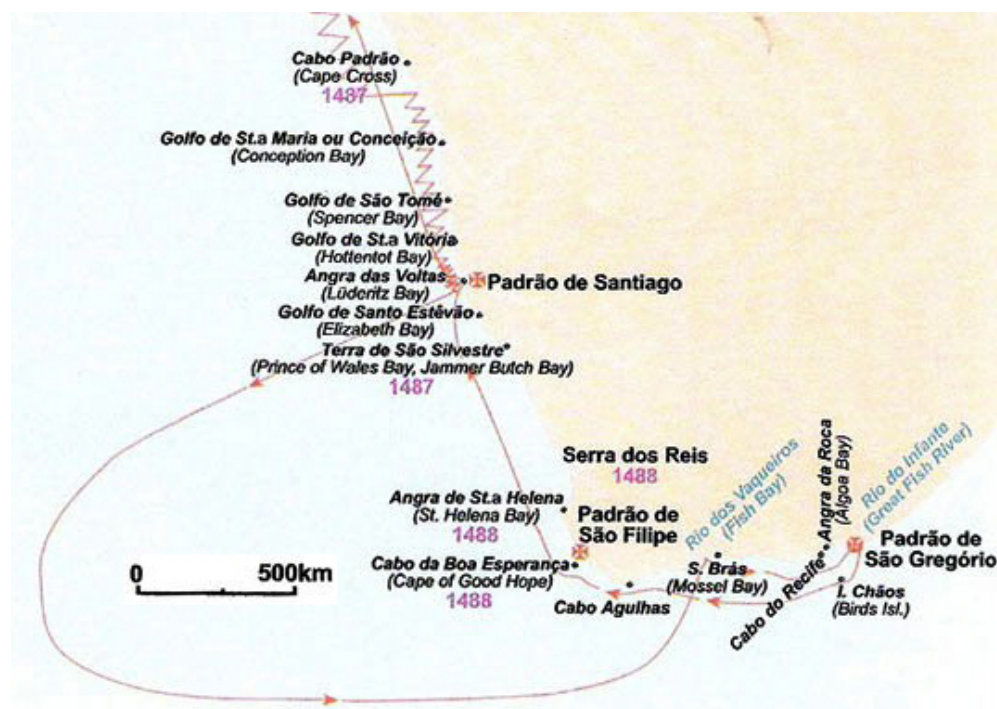 Cabo Padrão
(Cape Cross)
1487
Golfo de St.a Maria ou Conceição
(Conception Bay)
Golfo de São Tomé
(Spencer Bay)
Golfo de St.a Vitória
(Hottentot Bay)
Angra das Voltas
(Lüderitz Bay)
Padrão de Santiago
Golfo de Santo Estêvão
(Elizabeth Bay)
Terra de São Silvestre
(Prince of Wales Bay, Jammer Butch Bay)
1487
Serra dos Reis
1488
Angra de St.a Helena
(St. Helena Bay)
1488
Padrão de
São Filipe
Cabo da Boa Esperança
(Cape of Good Hope)
1488
Cabo Agulhas
Rio dos Vaqueiros
(Fish Bay)
S. Brás
(Mossel Bay)
Cabo do Recife
Angra da Roca
(Algoa Bay)
Rio do Infante
(Great Fish River)
Padrão de
São Gregório
I. Chãos
(Birds Isl.)
0 500km